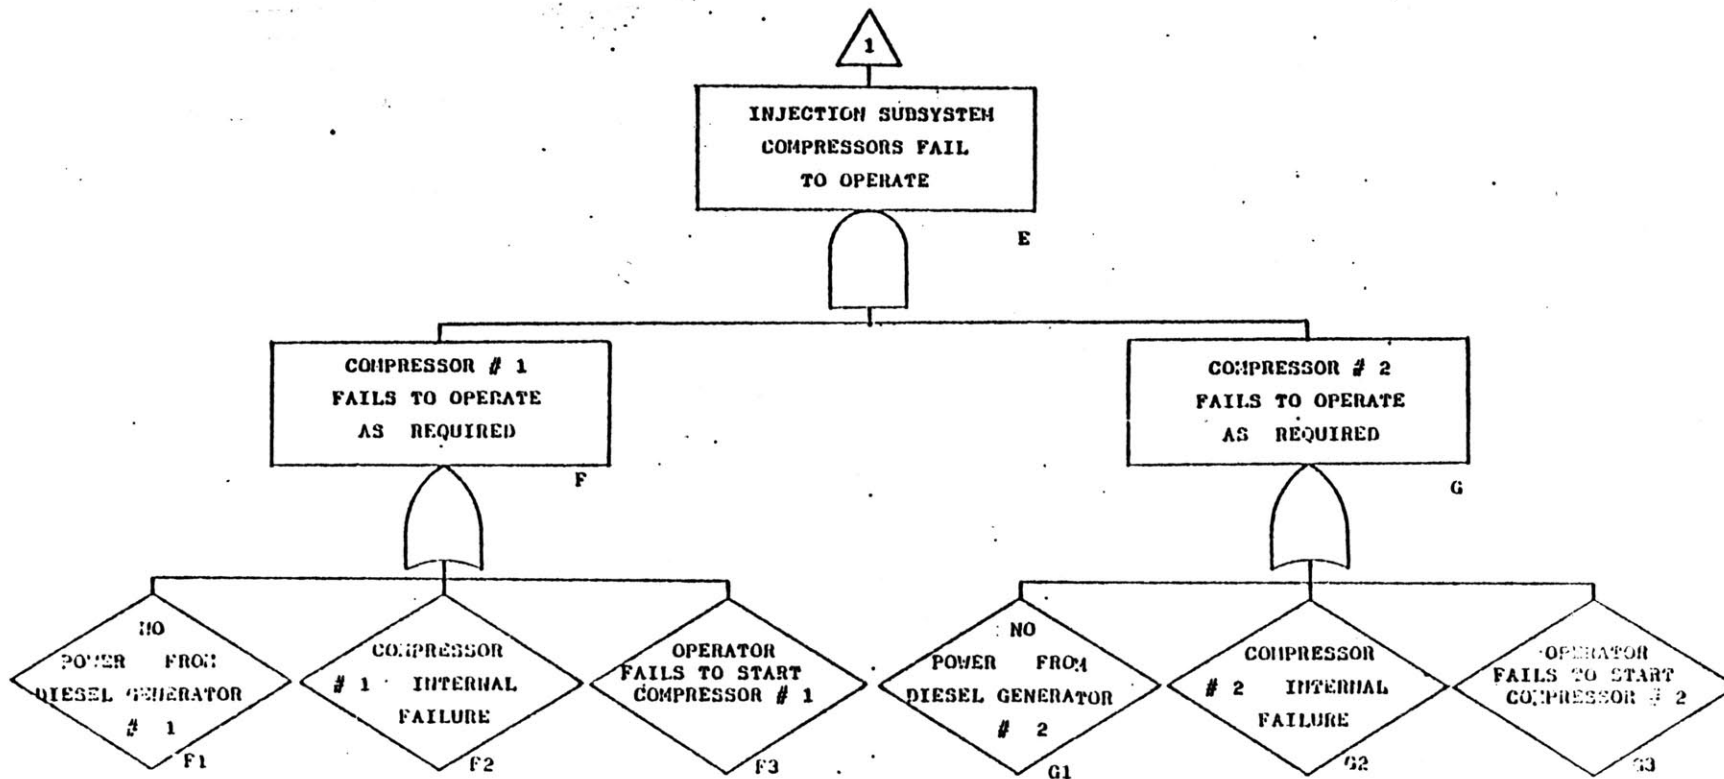 1
INJECTION SUBSYSTEM
COMPRESSORS FAIL
TO OPERATE
E
COMPRESSOR # 1
FAILS TO OPERATE
AS REQUIRED
F
COMPRESSOR # 2
FAILS TO OPERATE
AS REQUIRED
G
NO
POWER FROM
DIESEL GENERATOR
# 1
F1
COMPRESSOR
# 1 INTERNAL
FAILURE
F2
OPERATOR
FAILS TO START
COMPRESSOR # 1
F3
NO
POWER FROM
DIESEL GENERATOR
# 2
G1
COMPRESSOR
# 2 INTERNAL
FAILURE
G2
OPERATOR
FAILS TO START
COMPRESSOR # 2
G3